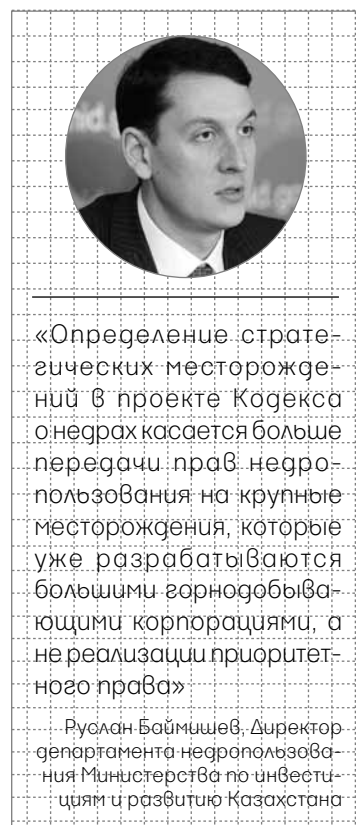 «Определение страте-
гических месторожде-
ний в проекте Кодекса
о недрах касается больше
передачи прав недро-
пользования на крупные
месторождения, которые
уже разрабатываются
большими горнодобыва-
ющими корпорациями, а
не реализации приоритет-
ного права»
Руслан Баймишев, Директор
департамента недропользова-
ния Министерства по инвести-
циям и развитию Казахстана